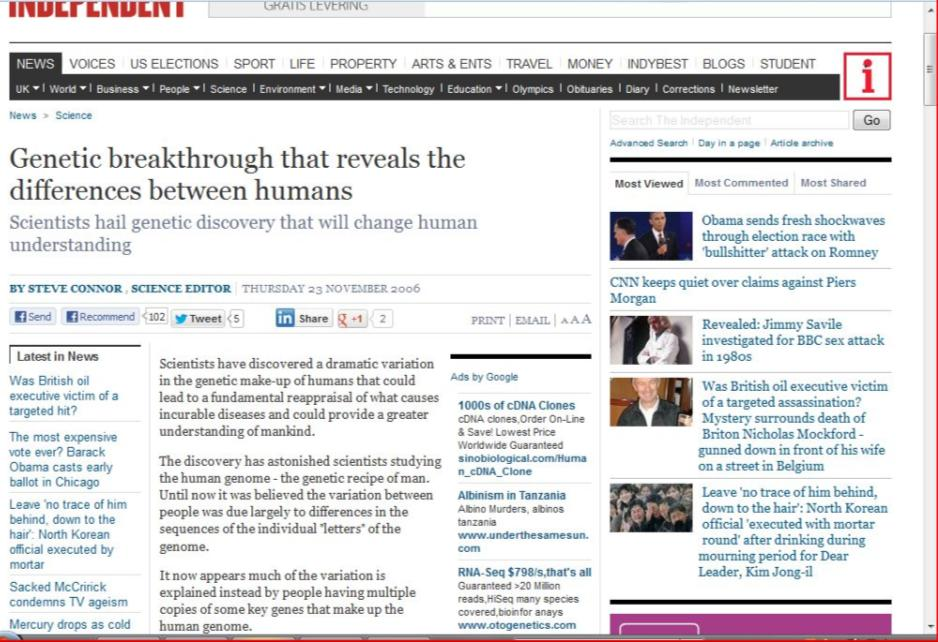 INDEPENDENT
GRATIS LEVERING
NEWS VOICES US ELECTIONS SPORT LIFE PROPERTY ARTS & ENTS TRAVEL MONEY INDYBEST BLOGS STUDENT
i
UK World Business People Science Environment Media Technology Education Olympics Obituaries Diary Corrections Newsletter
News > Science
Search The Independent Go
Advanced Search Day in a page Article archive
Genetic breakthrough that reveals the
differences between humans
Scientists hail genetic discovery that will change human
understanding
BY STEVE CONNOR , SCIENCE EDITOR THURSDAY 23 NOVEMBER 2006
Send Recommend 102 Tweet 5 in Share g +1 2 PRINT EMAIL A A A
Latest in News
Was British oil
executive victim of a
targeted hit?
The most expensive
vote ever? Barack
Obama casts early
ballot in Chicago
Leave 'no trace of him
behind, down to the
hair': North Korean
official executed by
mortar
Sacked McCririck
condemns TV ageism
Mercury drops as cold
Scientists have discovered a dramatic variation
in the genetic make-up of humans that could
lead to a fundamental reappraisal of what causes
incurable diseases and could provide a greater
understanding of mankind.
The discovery has astonished scientists studying
the human genome - the genetic recipe of man.
Until now it was believed the variation between
people was due largely to differences in the
sequences of the individual "letters" of the
genome.
It now appears much of the variation is
explained instead by people having multiple
copies of some key genes that make up the
human genome.
Ads by Google
1000s of cDNA Clones
cDNA clones,Order On-Line
& Save! Lowest Price
Worldwide Guaranteed
sinobiological.com/Huma
n_cDNA_Clone
Albinism in Tanzania
Albino Murders, albinos
tanzania
www.underthesamesun.
com
RNA-Seq $798/s,that's all
Guaranteed >20 Million
reads,HiSeq many species
covered,bioinfor anays
www.otogenetics.com
Most Viewed Most Commented Most Shared
Obama sends fresh shockwaves
through election race with
'bullshitter' attack on Romney
CNN keeps quiet over claims against Piers
Morgan
Revealed: Jimmy Savile
investigated for BBC sex attack
in 1980s
Was British oil executive victim
of a targeted assassination?
Mystery surrounds death of
Briton Nicholas Mockford -
gunned down in front of his wife
on a street in Belgium
Leave 'no trace of him behind,
down to the hair': North Korean
official 'executed with mortar
round' after drinking during
mourning period for Dear
Leader, Kim Jong-il